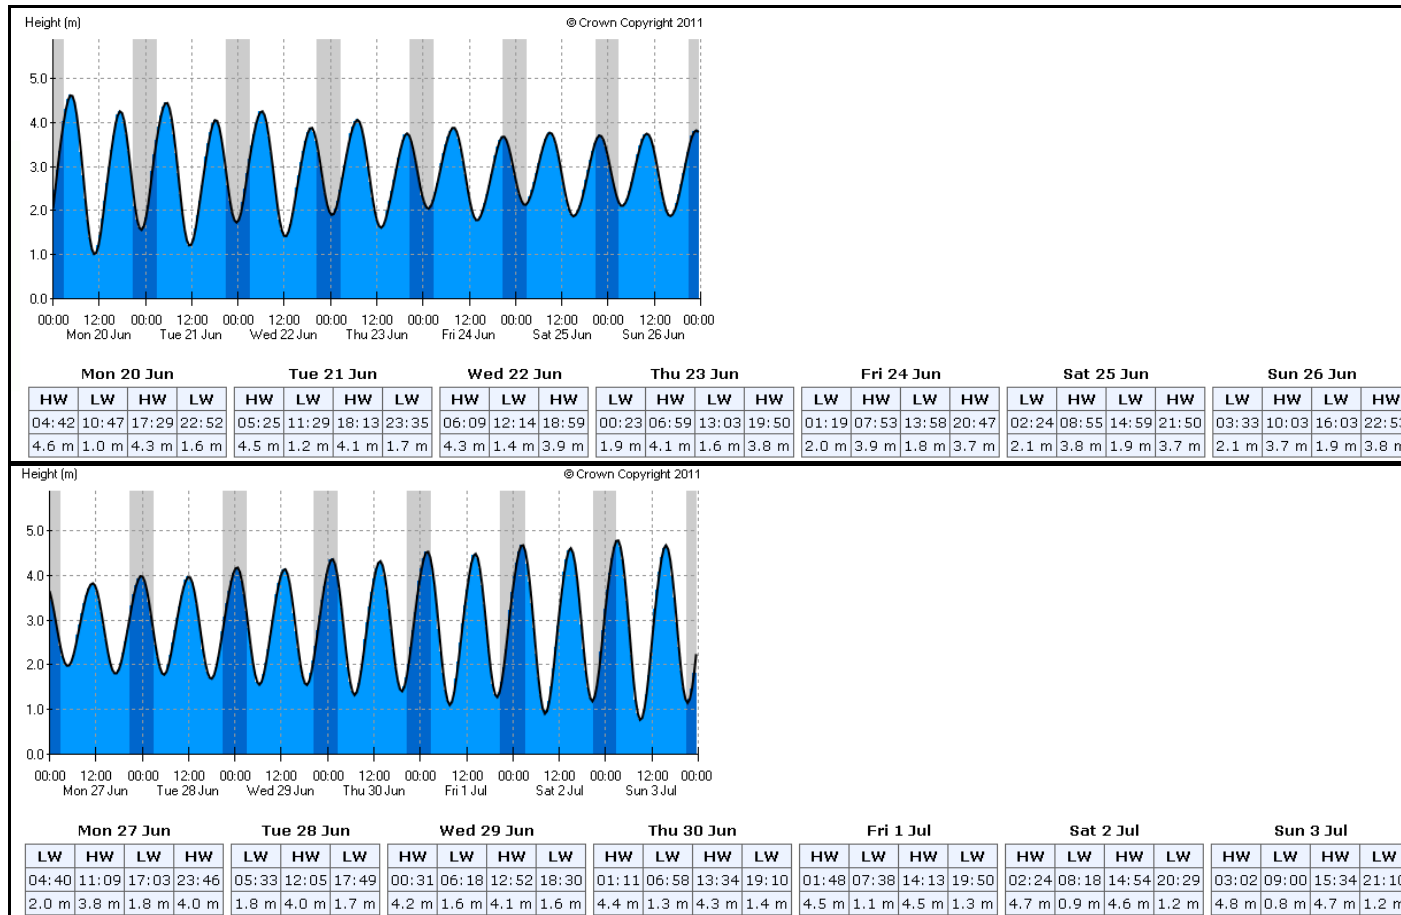 Height (m) © Crown Copyright 2011
5.0
4.0
3.0
2.0
1.0
0.0
00:00 12:00 00:00 12:00 00:00 12:00 00:00 12:00 00:00 12:00 00:00 12:00 00:00 12:00 00:00
Mon 20 Jun Tue 21 Jun Wed 22 Jun Thu 23 Jun Fri 24 Jun Sat 25 Jun Sun 26 Jun
Mon 20 Jun Tue 21 Jun Wed 22 Jun Thu 23 Jun Fri 24 Jun Sat 25 Jun Sun 26 Jun
HW LW HW LW HW LW HW LW HW LW HW LW HW LW HW LW HW LW HW LW HW LW HW LW HW LW HW
04:42 10:47 17:29 22:52 05:25 11:29 18:13 23:35 06:09 12:14 18:59 00:23 06:59 13:03 19:50 01:19 07:53 13:58 20:47 02:24 08:55 14:59 21:50 03:33 10:03 16:03 22:53
4.6 m 1.0 m 4.3 m 1.6 m 4.5 m 1.2 m 4.1 m 1.7 m 4.3 m 1.4 m 3.9 m 1.9 m 4.1 m 1.6 m 3.8 m 2.0 m 3.9 m 1.8 m 3.7 m 2.1 m 3.8 m 1.9 m 3.7 m 2.1 m 3.7 m 1.9 m 3.8 m
Height (m) © Crown Copyright 2011
5.0
4.0
3.0
2.0
1.0
0.0
00:00 12:00 00:00 12:00 00:00 12:00 00:00 12:00 00:00 12:00 00:00 12:00 00:00 12:00 00:00
Mon 27 Jun Tue 28 Jun Wed 29 Jun Thu 30 Jun Fri 1 Jul Sat 2 Jul Sun 3 Jul
Mon 27 Jun Tue 28 Jun Wed 29 Jun Thu 30 Jun Fri 1 Jul Sat 2 Jul Sun 3 Jul
LW HW LW HW LW HW LW HW LW HW LW HW LW HW LW HW LW HW LW HW LW HW LW HW LW HW LW
04:40 11:09 17:03 23:46 05:33 12:05 17:49 00:31 06:18 12:52 18:30 01:11 06:58 13:34 19:10 01:48 07:38 14:13 19:50 02:24 08:18 14:54 20:29 03:02 09:00 15:34 21:10
2.0 m 3.8 m 1.8 m 4.0 m 1.8 m 4.0 m 1.7 m 4.2 m 1.6 m 4.1 m 1.6 m 4.4 m 1.3 m 4.3 m 1.4 m 4.5 m 1.1 m 4.5 m 1.3 m 4.7 m 0.9 m 4.6 m 1.2 m 4.8 m 0.8 m 4.7 m 1.2 m